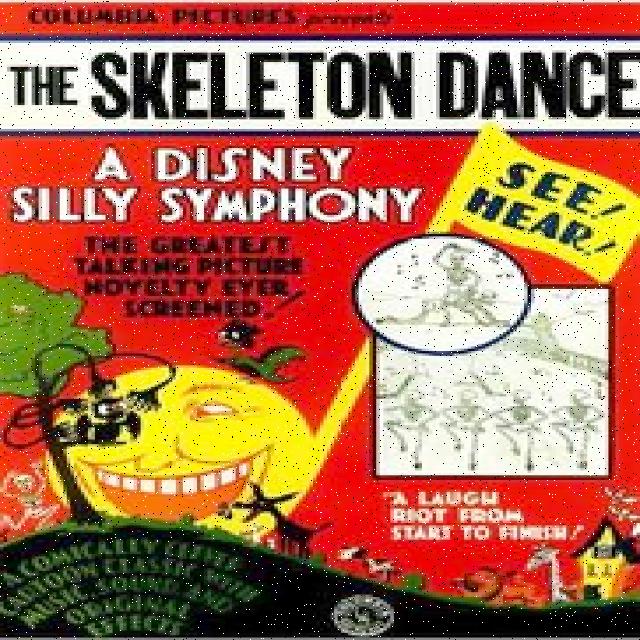 COLUMBIA PICTURES presents
THE SKELETON DANCE
A DISNEY
SILLY SYMPHONY
SEE!
HEAR!
THE GREATEST
TALKING PICTURE
NOVELTY EVER
SCREENED!
"A LAUGH
RIOT FROM
START TO FINISH!"
A COMICALLY
CARTOON CLASSIC WITH
MUSIC, SOUND AND
ORIGINAL
EFFECTS